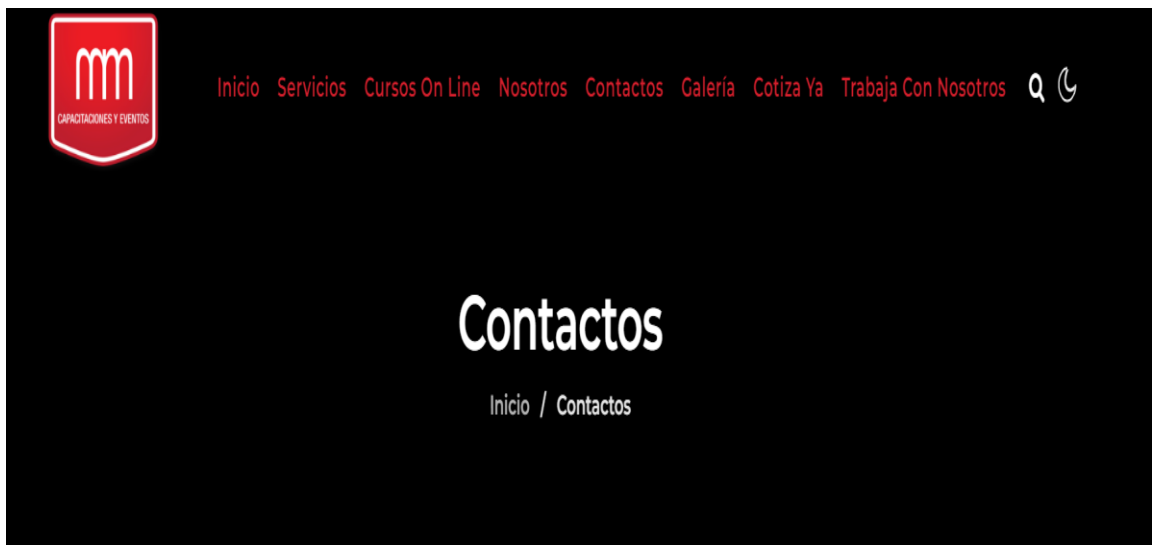 mm
CAPACITACIONES Y EVENTOS
Inicio Servicios Cursos On Line Nosotros Contactos Galería Cotiza Ya Trabaja Con Nosotros
Contactos
Inicio / Contactos